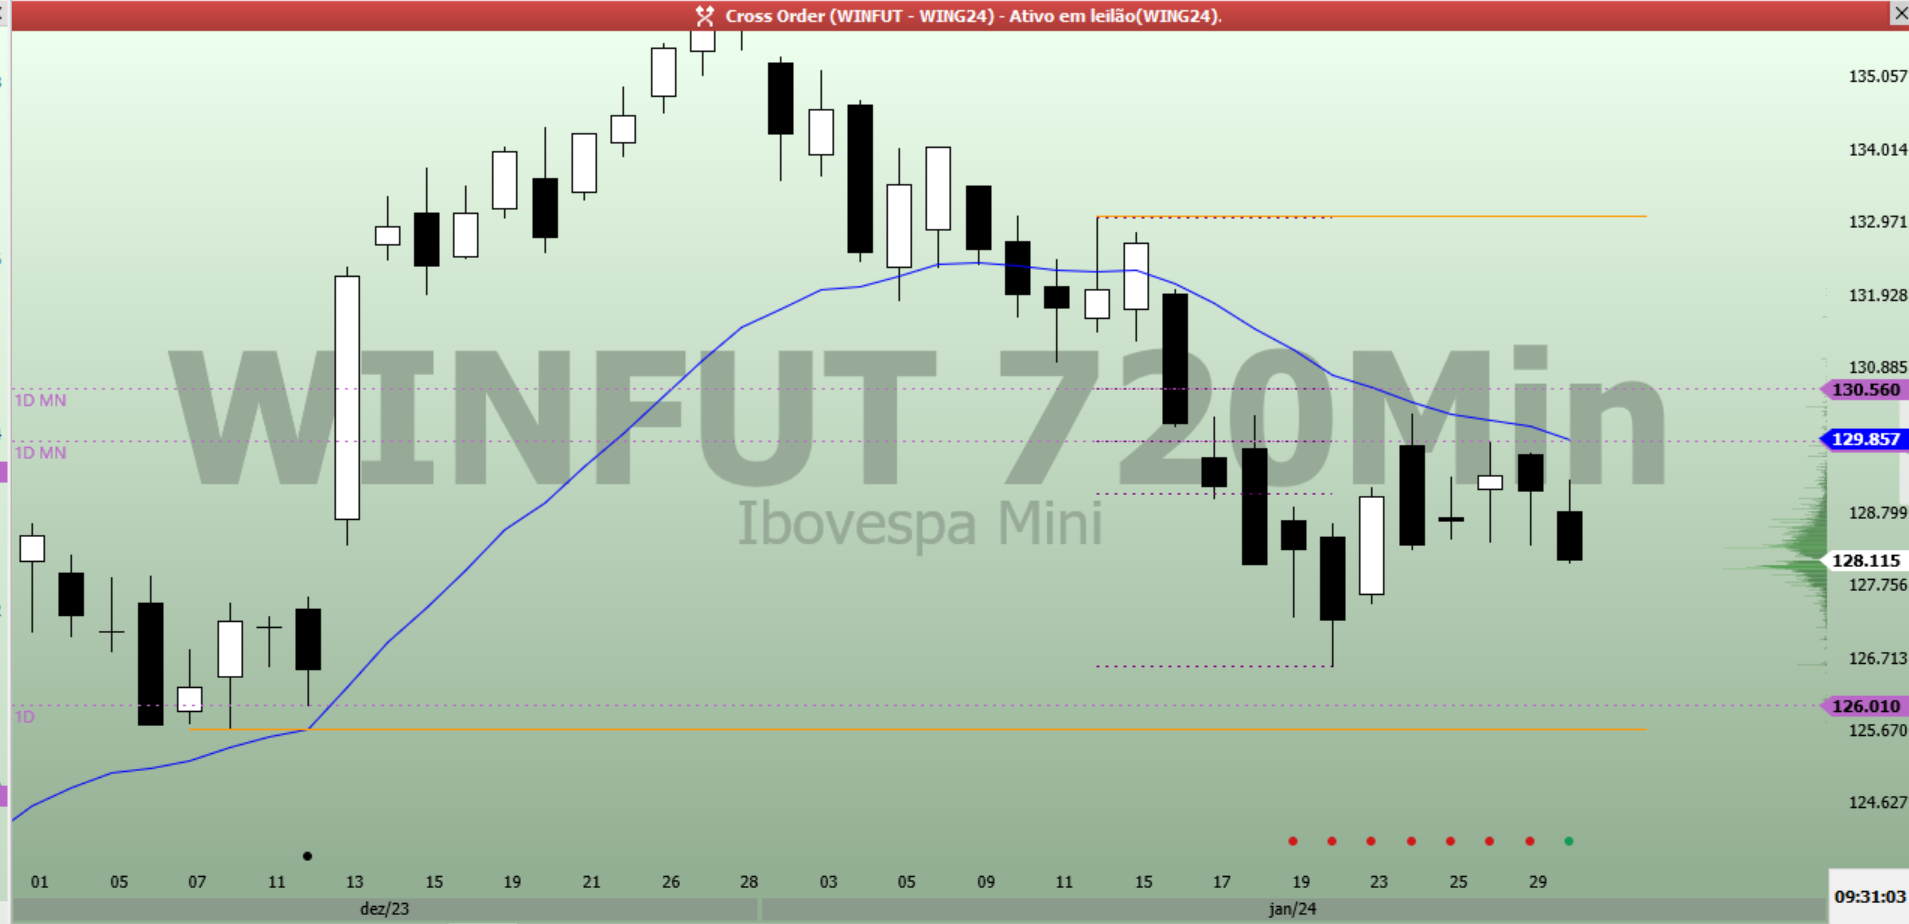 Cross Order (WINFUT - WING24) - Ativo em leilão(WING24).
135.057
134.014
132.971
131.928
130.885
1D MN
130.560
WINFUT 720Min
129.857
1D MN
Ibovespa Mini
128.799
128.115
127.756
126.713
126.010
1D
125.670
124.627
01 05 07 11 13 15 19 21 26 28 03 05 09 11 15 17 19 23 25 29
09:31:03
dez/23 jan/24